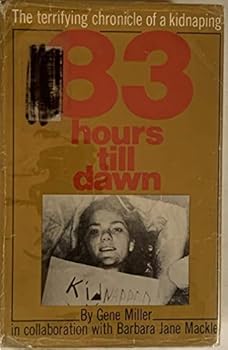 The terrifying chronicle of a kidnaping
83
hours till
dawn
KidNAPPED
By Gene Miller
in collaboration with Barbara Jane Mackle